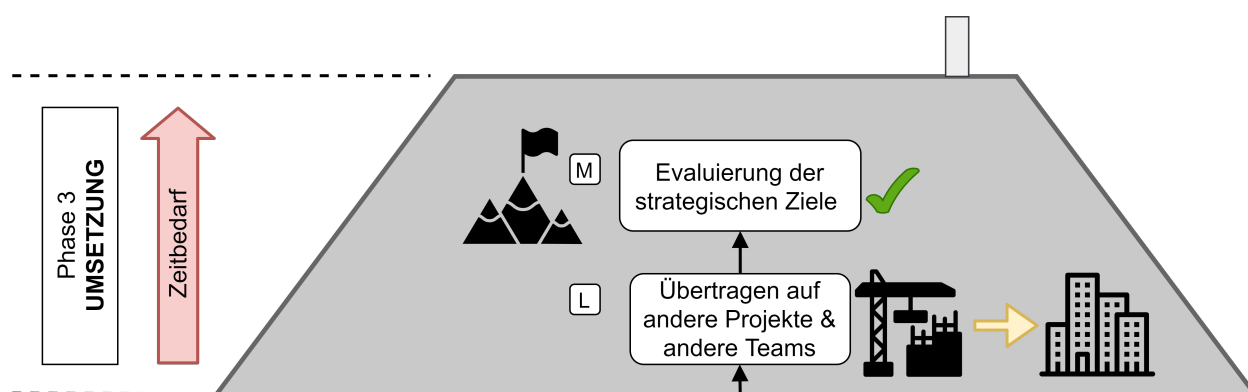 Phase 3
UMSETZUNG
Zeitbedarf
M
Evaluierung der
strategischen Ziele
L
Übertragen auf
andere Projekte &
andere Teams